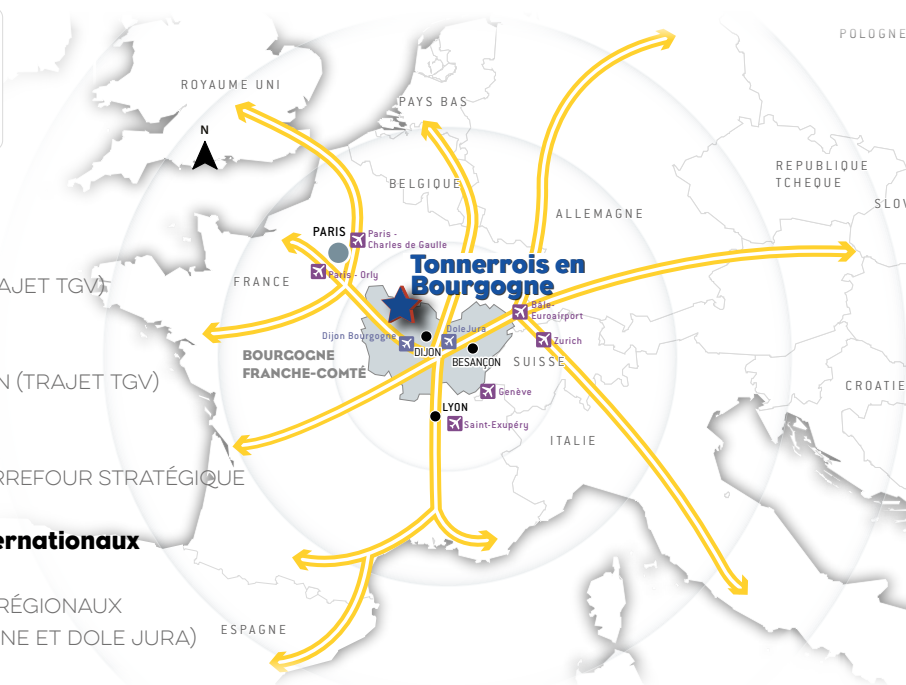 POLOGNE
ROYAUME UNI
PAYS BAS
N
REPUBLIQUE
TCHEQUE
BELGIQUE
SLOV
ALLEMAGNE
PARIS
Paris -
Charles de Gaulle
Tonnerrois en
Bourgogne
Paris - Orly
FRANCE
AJET TGV)
Bâle-
Euroairport
Dijon Bourgogne
DoleJura
Zurich
DIJON
BOURGOGNE
FRANCHE-COMTÉ
BESANÇON
SUISSE
N (TRAJET TGV)
CROATIE
Genève
LYON
Saint-Exupéry
ITALIE
RREFOUR STRATÉGIQUE
ernationaux
RÉGIONAUX
NE ET DOLE JURA)
ESPAGNE